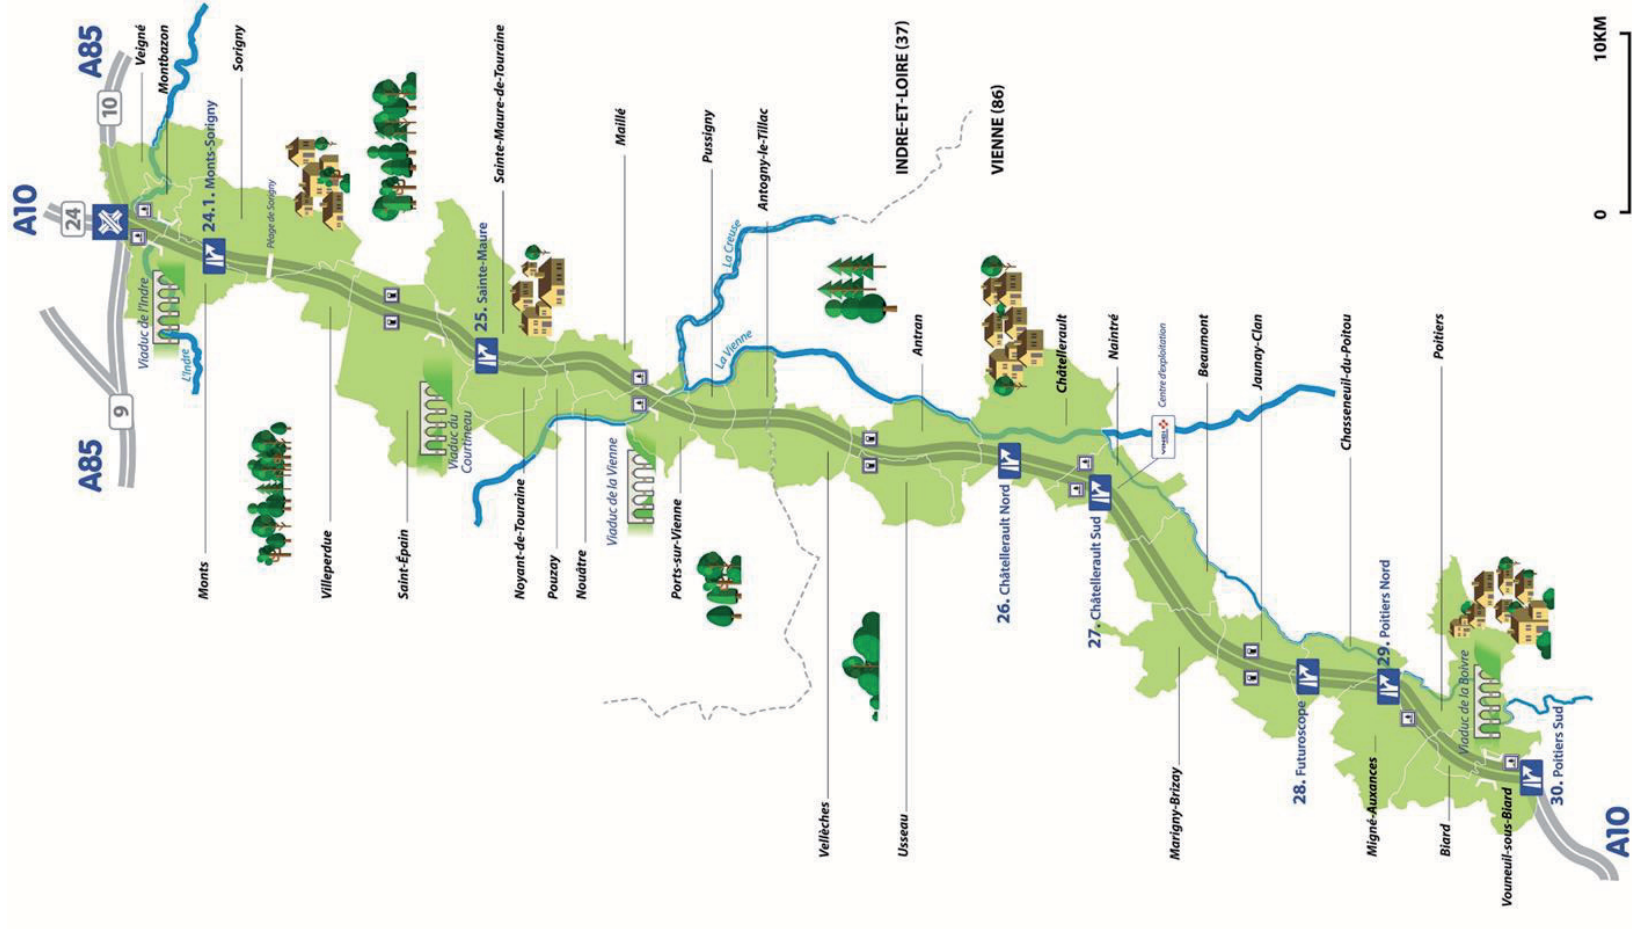 A10
24
A85
10
A85
9
Veigné
Montbazon
24.1. Monts-Sorigny
Sorigny
Péage de Sorigny
Viaduc de l'Indre
L'Indre
Monts
Villeperdue
Saint-Épain
Viaduc du
Courtineau
25. Sainte-Maure
Sainte-Maure-de-Touraine
Noyant-de-Touraine
Pouzay
Nouâtre
Maillé
Viaduc de la Vienne
Ports-sur-Vienne
Pussigny
La Creuse
La Vienne
Antogny-le-Tillac
INDRE-ET-LOIRE (37)
VIENNE (86)
Vellèches
Usseau
Antran
26. Châtellerault Nord
Châtellerault
27. Châtellerault Sud
Naintré
Centre d'exploitation
Beaumont
Marigny-Brizay
Jaunay-Clan
28. Futuroscope
Chasseneuil-du-Poitou
29. Poitiers Nord
Migné-Auxances
Poitiers
Biard
Viaduc de la Boivre
Vouneuil-sous-Biard
30. Poitiers Sud
A10
0
10KM